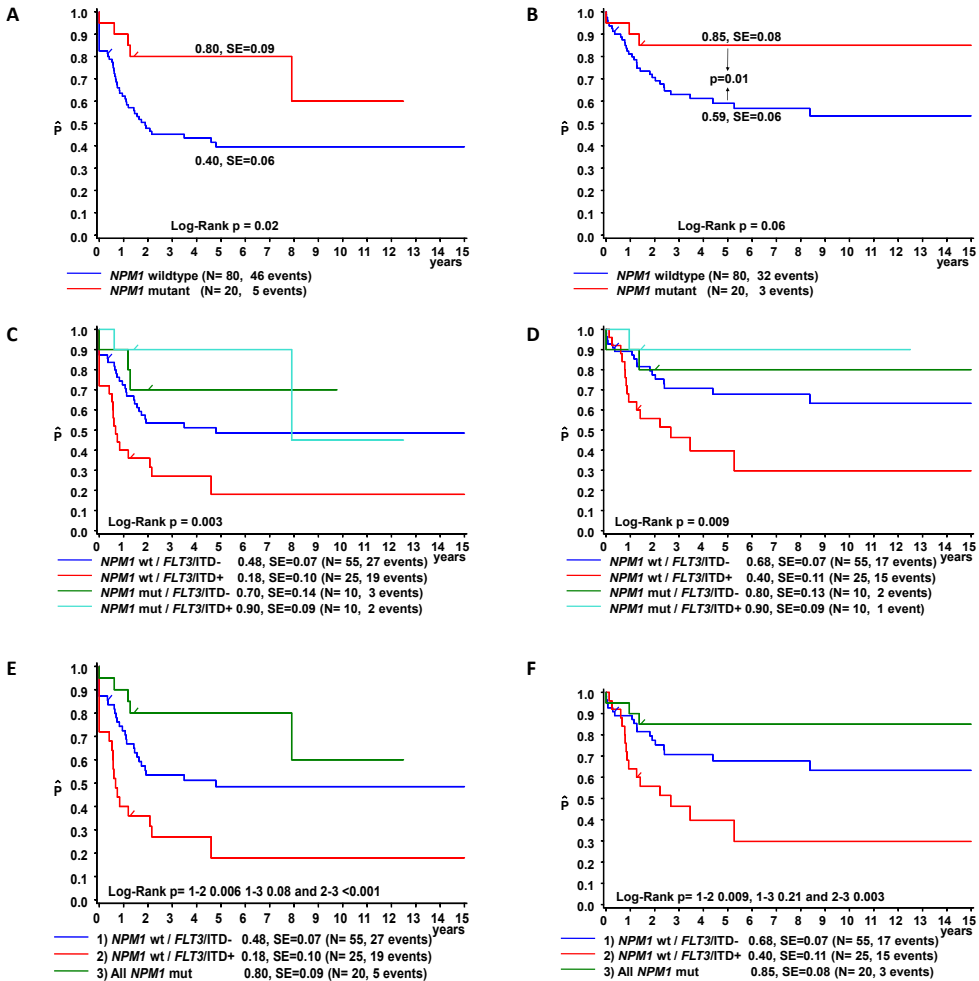 A
1.0
0.9
0.8
0.7
0.6
0.5
0.4
0.3
0.2
0.1
0.0
P̂
0.80, SE=0.09
0.40, SE=0.06
Log-Rank p = 0.02
0 1 2 3 4 5 6 7 8 9 10 11 12 13 14 15
years
NPM1 wildtype (N= 80, 46 events)
NPM1 mutant (N= 20, 5 events)
B
1.0
0.9
0.8
0.7
0.6
0.5
0.4
0.3
0.2
0.1
0.0
P̂
0.85, SE=0.08
p=0.01
0.59, SE=0.06
Log-Rank p = 0.06
0 1 2 3 4 5 6 7 8 9 10 11 12 13 14 15
years
NPM1 wildtype (N= 80, 32 events)
NPM1 mutant (N= 20, 3 events)
C
1.0
0.9
0.8
0.7
0.6
0.5
0.4
0.3
0.2
0.1
0.0
P̂
Log-Rank p = 0.003
0 1 2 3 4 5 6 7 8 9 10 11 12 13 14 15
years
NPM1 wt / FLT3/ITD- 0.48, SE=0.07 (N= 55, 27 events)
NPM1 wt / FLT3/ITD+ 0.18, SE=0.10 (N= 25, 19 events)
NPM1 mut / FLT3/ITD- 0.70, SE=0.14 (N= 10, 3 events)
NPM1 mut / FLT3/ITD+ 0.90, SE=0.09 (N= 10, 2 events)
D
1.0
0.9
0.8
0.7
0.6
0.5
0.4
0.3
0.2
0.1
0.0
P̂
Log-Rank p = 0.009
0 1 2 3 4 5 6 7 8 9 10 11 12 13 14 15
years
NPM1 wt / FLT3/ITD- 0.68, SE=0.07 (N= 55, 17 events)
NPM1 wt / FLT3/ITD+ 0.40, SE=0.11 (N= 25, 15 events)
NPM1 mut / FLT3/ITD- 0.80, SE=0.13 (N= 10, 2 events)
NPM1 mut / FLT3/ITD+ 0.90, SE=0.09 (N= 10, 1 event)
E
1.0
0.9
0.8
0.7
0.6
0.5
0.4
0.3
0.2
0.1
0.0
P̂
Log-Rank p= 1-2 0.006 1-3 0.08 and 2-3 <0.001
0 1 2 3 4 5 6 7 8 9 10 11 12 13 14 15
years
1) NPM1 wt / FLT3/ITD- 0.48, SE=0.07 (N= 55, 27 events)
2) NPM1 wt / FLT3/ITD+ 0.18, SE=0.10 (N= 25, 19 events)
3) All NPM1 mut 0.80, SE=0.09 (N= 20, 5 events)
F
1.0
0.9
0.8
0.7
0.6
0.5
0.4
0.3
0.2
0.1
0.0
P̂
Log-Rank p= 1-2 0.009, 1-3 0.21 and 2-3 0.003
0 1 2 3 4 5 6 7 8 9 10 11 12 13 14 15
years
1) NPM1 wt / FLT3/ITD- 0.68, SE=0.07 (N= 55, 17 events)
2) NPM1 wt / FLT3/ITD+ 0.40, SE=0.11 (N= 25, 15 events)
3) All NPM1 mut 0.85, SE=0.08 (N= 20, 3 events)